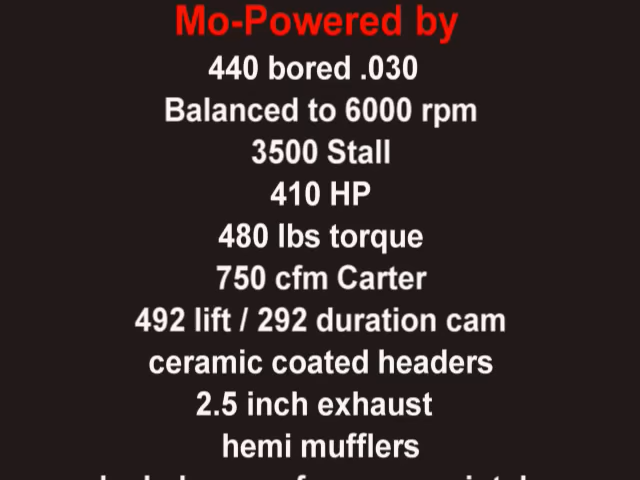 Mo-Powered by
440 bored .030
Balanced to 6000 rpm
3500 Stall
410 HP
480 lbs torque
750 cfm Carter
492 lift / 292 duration cam
ceramic coated headers
2.5 inch exhaust
hemi mufflers